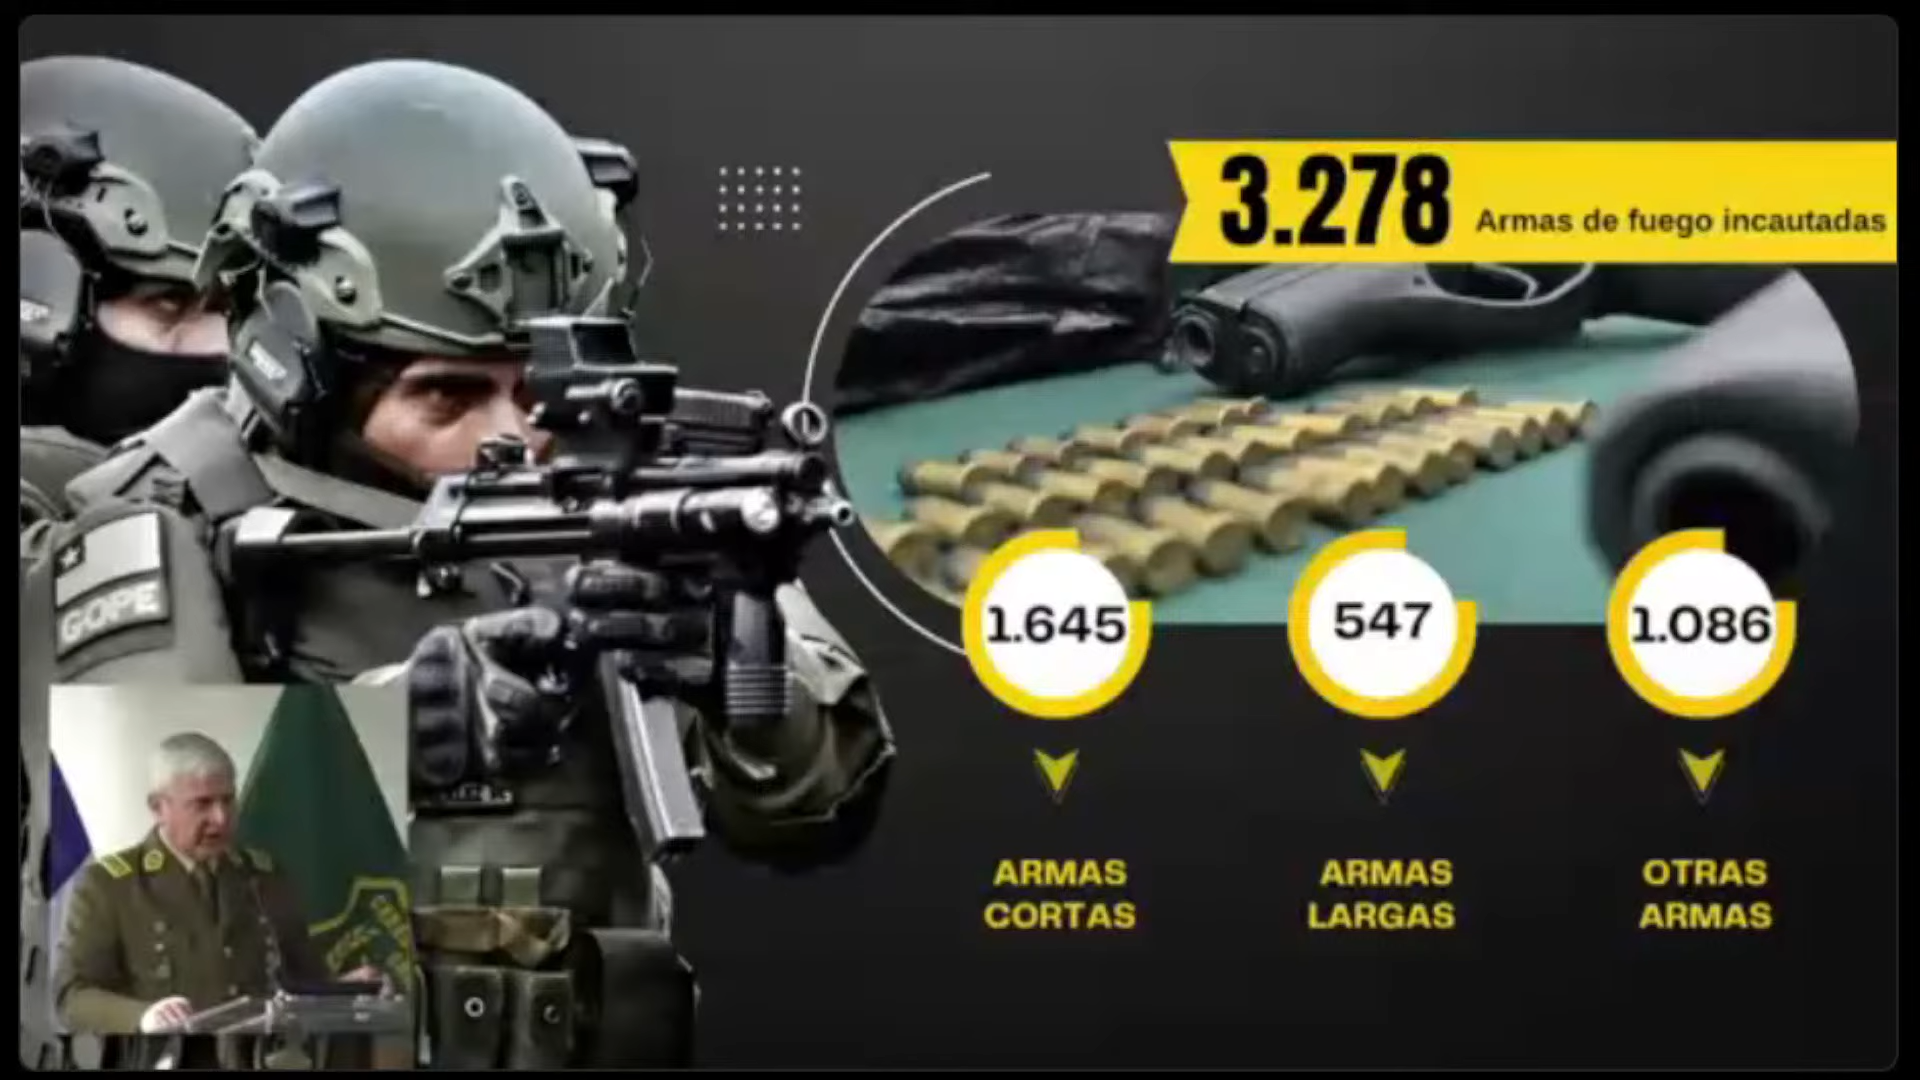 3.278 Armas de fuego incautadas
1.645
547
1.086
ARMAS
CORTAS
ARMAS
LARGAS
OTRAS
ARMAS
GOPE